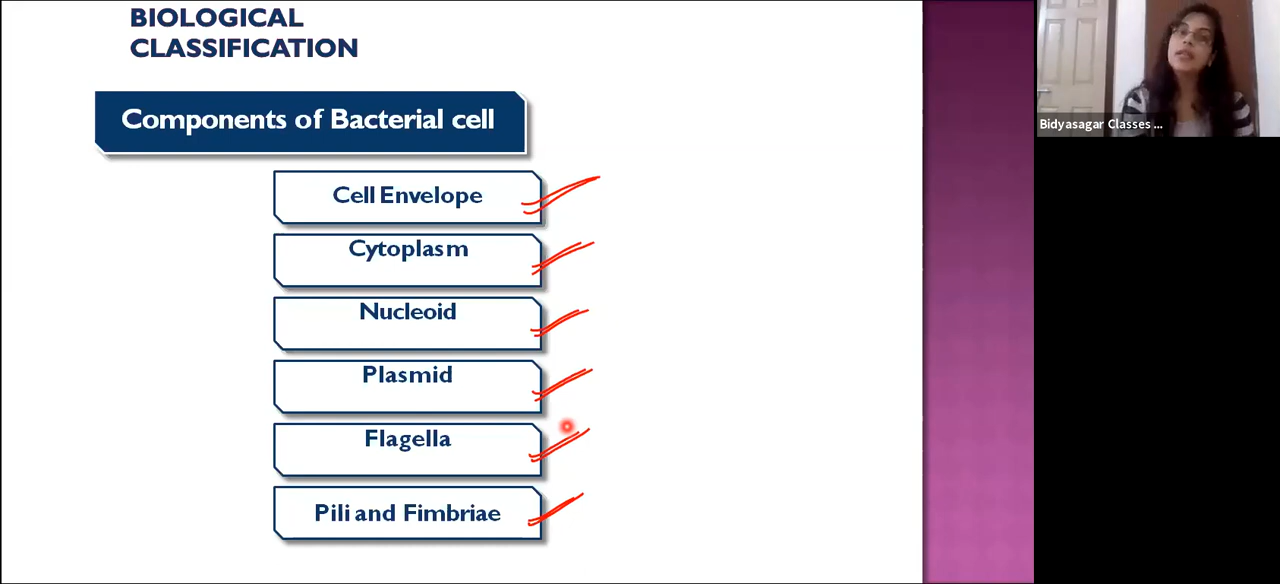 BIOLOGICAL
CLASSIFICATION
Components of Bacterial cell
Cell Envelope
Cytoplasm
Nucleoid
Plasmid
Flagella
Pili and Fimbriae
Bidyasagar Classes ...